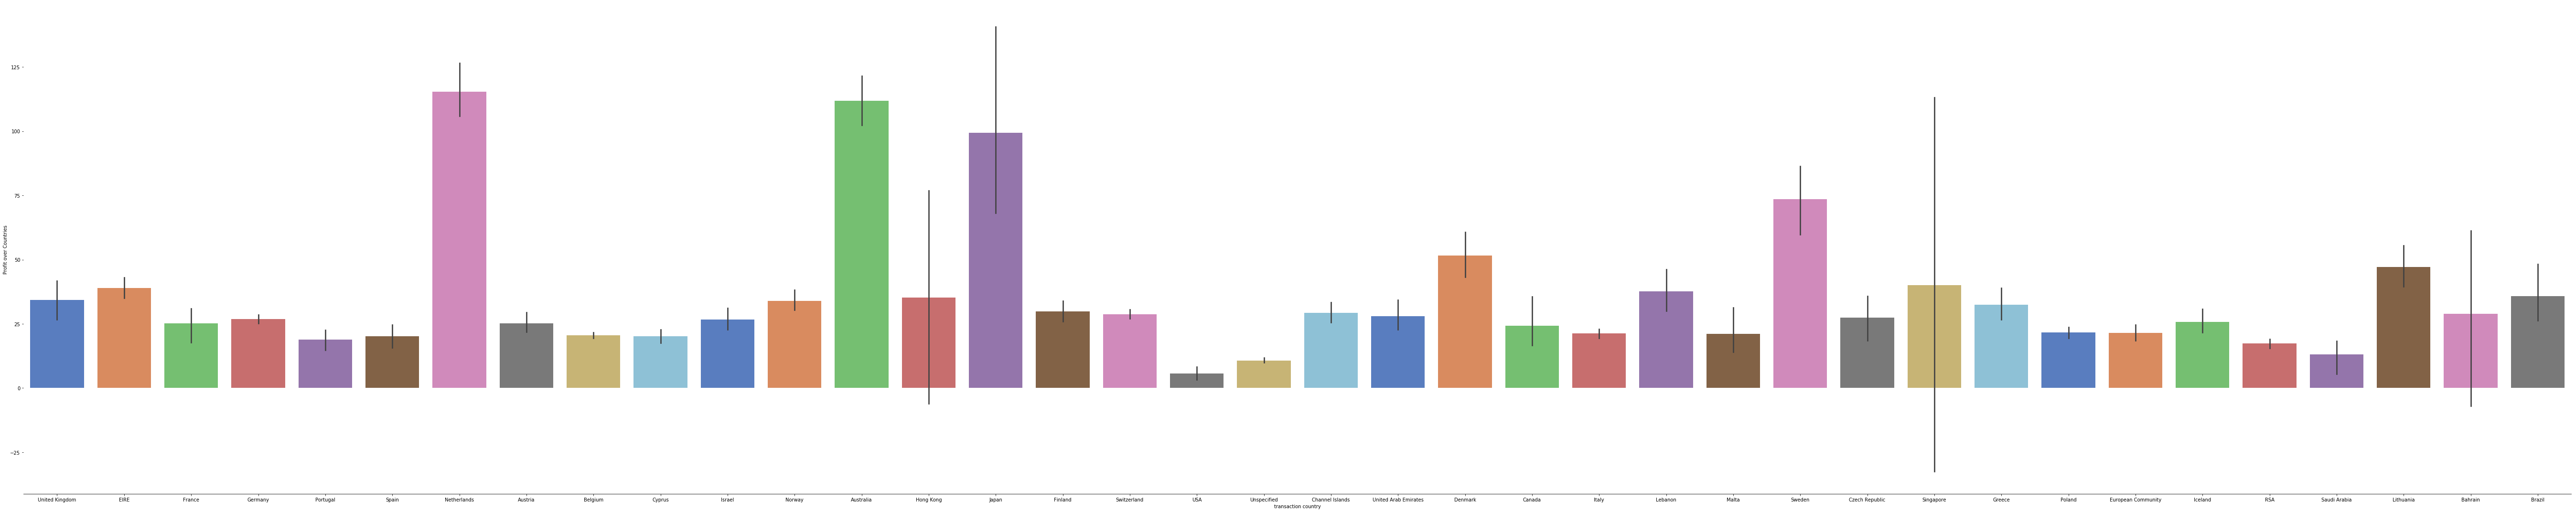 Profit over Countries
125
100
75
50
25
0
−25
United Kingdom
EIRE
France
Germany
Portugal
Spain
Netherlands
Austria
Belgium
Cyprus
Israel
Norway
Australia
Hong Kong
Japan
Finland
Switzerland
USA
Unspecified
Channel Islands
United Arab Emirates
Denmark
Canada
Italy
Lebanon
Malta
Sweden
Czech Republic
Singapore
Greece
Poland
European Community
Iceland
RSA
Saudi Arabia
Lithuania
Bahrain
Brazil
transaction country